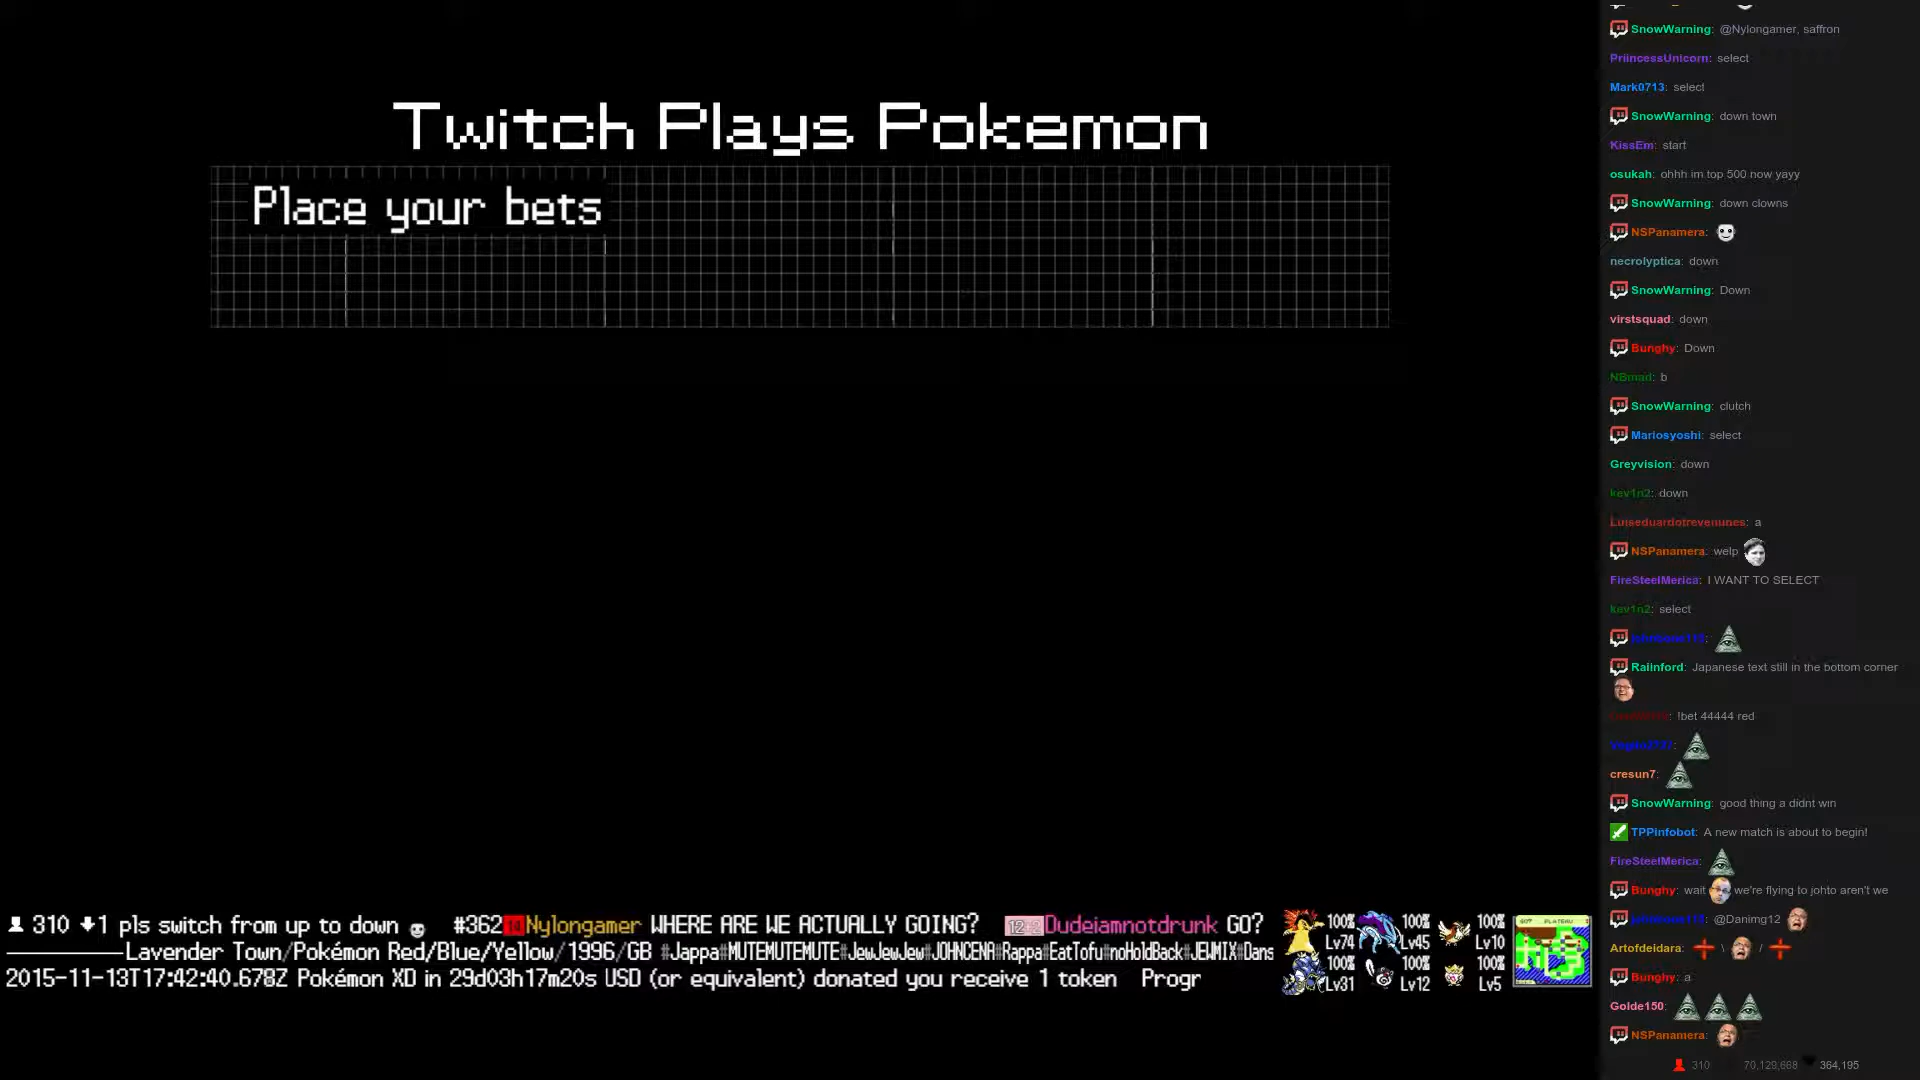 Twitch Plays Pokemon
Place your bets
310 1 pls switch from up to down #362 Nylongamer WHERE ARE WE ACTUALLY GOING? Dudeiamnotdrunk GO?
Lavender Town/Pokémon Red/Blue/Yellow/1996/GB #Jappa#MUTEMUTEMUTE#JewJewJew#JOHNCENA#Rappa#EatTofu#noHoldBack#JEWMIX#Dans
2015-11-13T17:42:40.678Z Pokémon XD in 29d03h17m20s USD (or equivalent) donated you receive 1 token Progr
100% 100% 100%
Lv74 Lv45 Lv10
100% 100% 100%
Lv31 Lv12 Lv5
PLATEAU
SnowWarning: @Nylongamer, saffron
PriincessUnicorn: select
Mark0713: select
SnowWarning: down town
KissEm: start
osukah: ohhh im top 500 now yayy
SnowWarning: down clowns
NSPanamera:
necrolyptica: down
SnowWarning: Down
virstsquad: down
Bunghy: Down
NBmad: b
SnowWarning: clutch
Mariosyoshi: select
Greyvision: down
kev1n2: down
Luiseduardotrevenunes: a
NSPanamera: welp
FireSteelMerica: I WANT TO SELECT
kev1n2: select
Raiinford: Japanese text still in the bottom corner
!bet 44444 red
cresun7:
SnowWarning: good thing a didnt win
TPPinfobot: A new match is about to begin!
FireSteelMerica:
Bunghy: wait we're flying to johto aren't we
@Danimg12
Artofdeidara: \ /
Bunghy: a
Golde150:
NSPanamera:
310 70,129,668 364,195